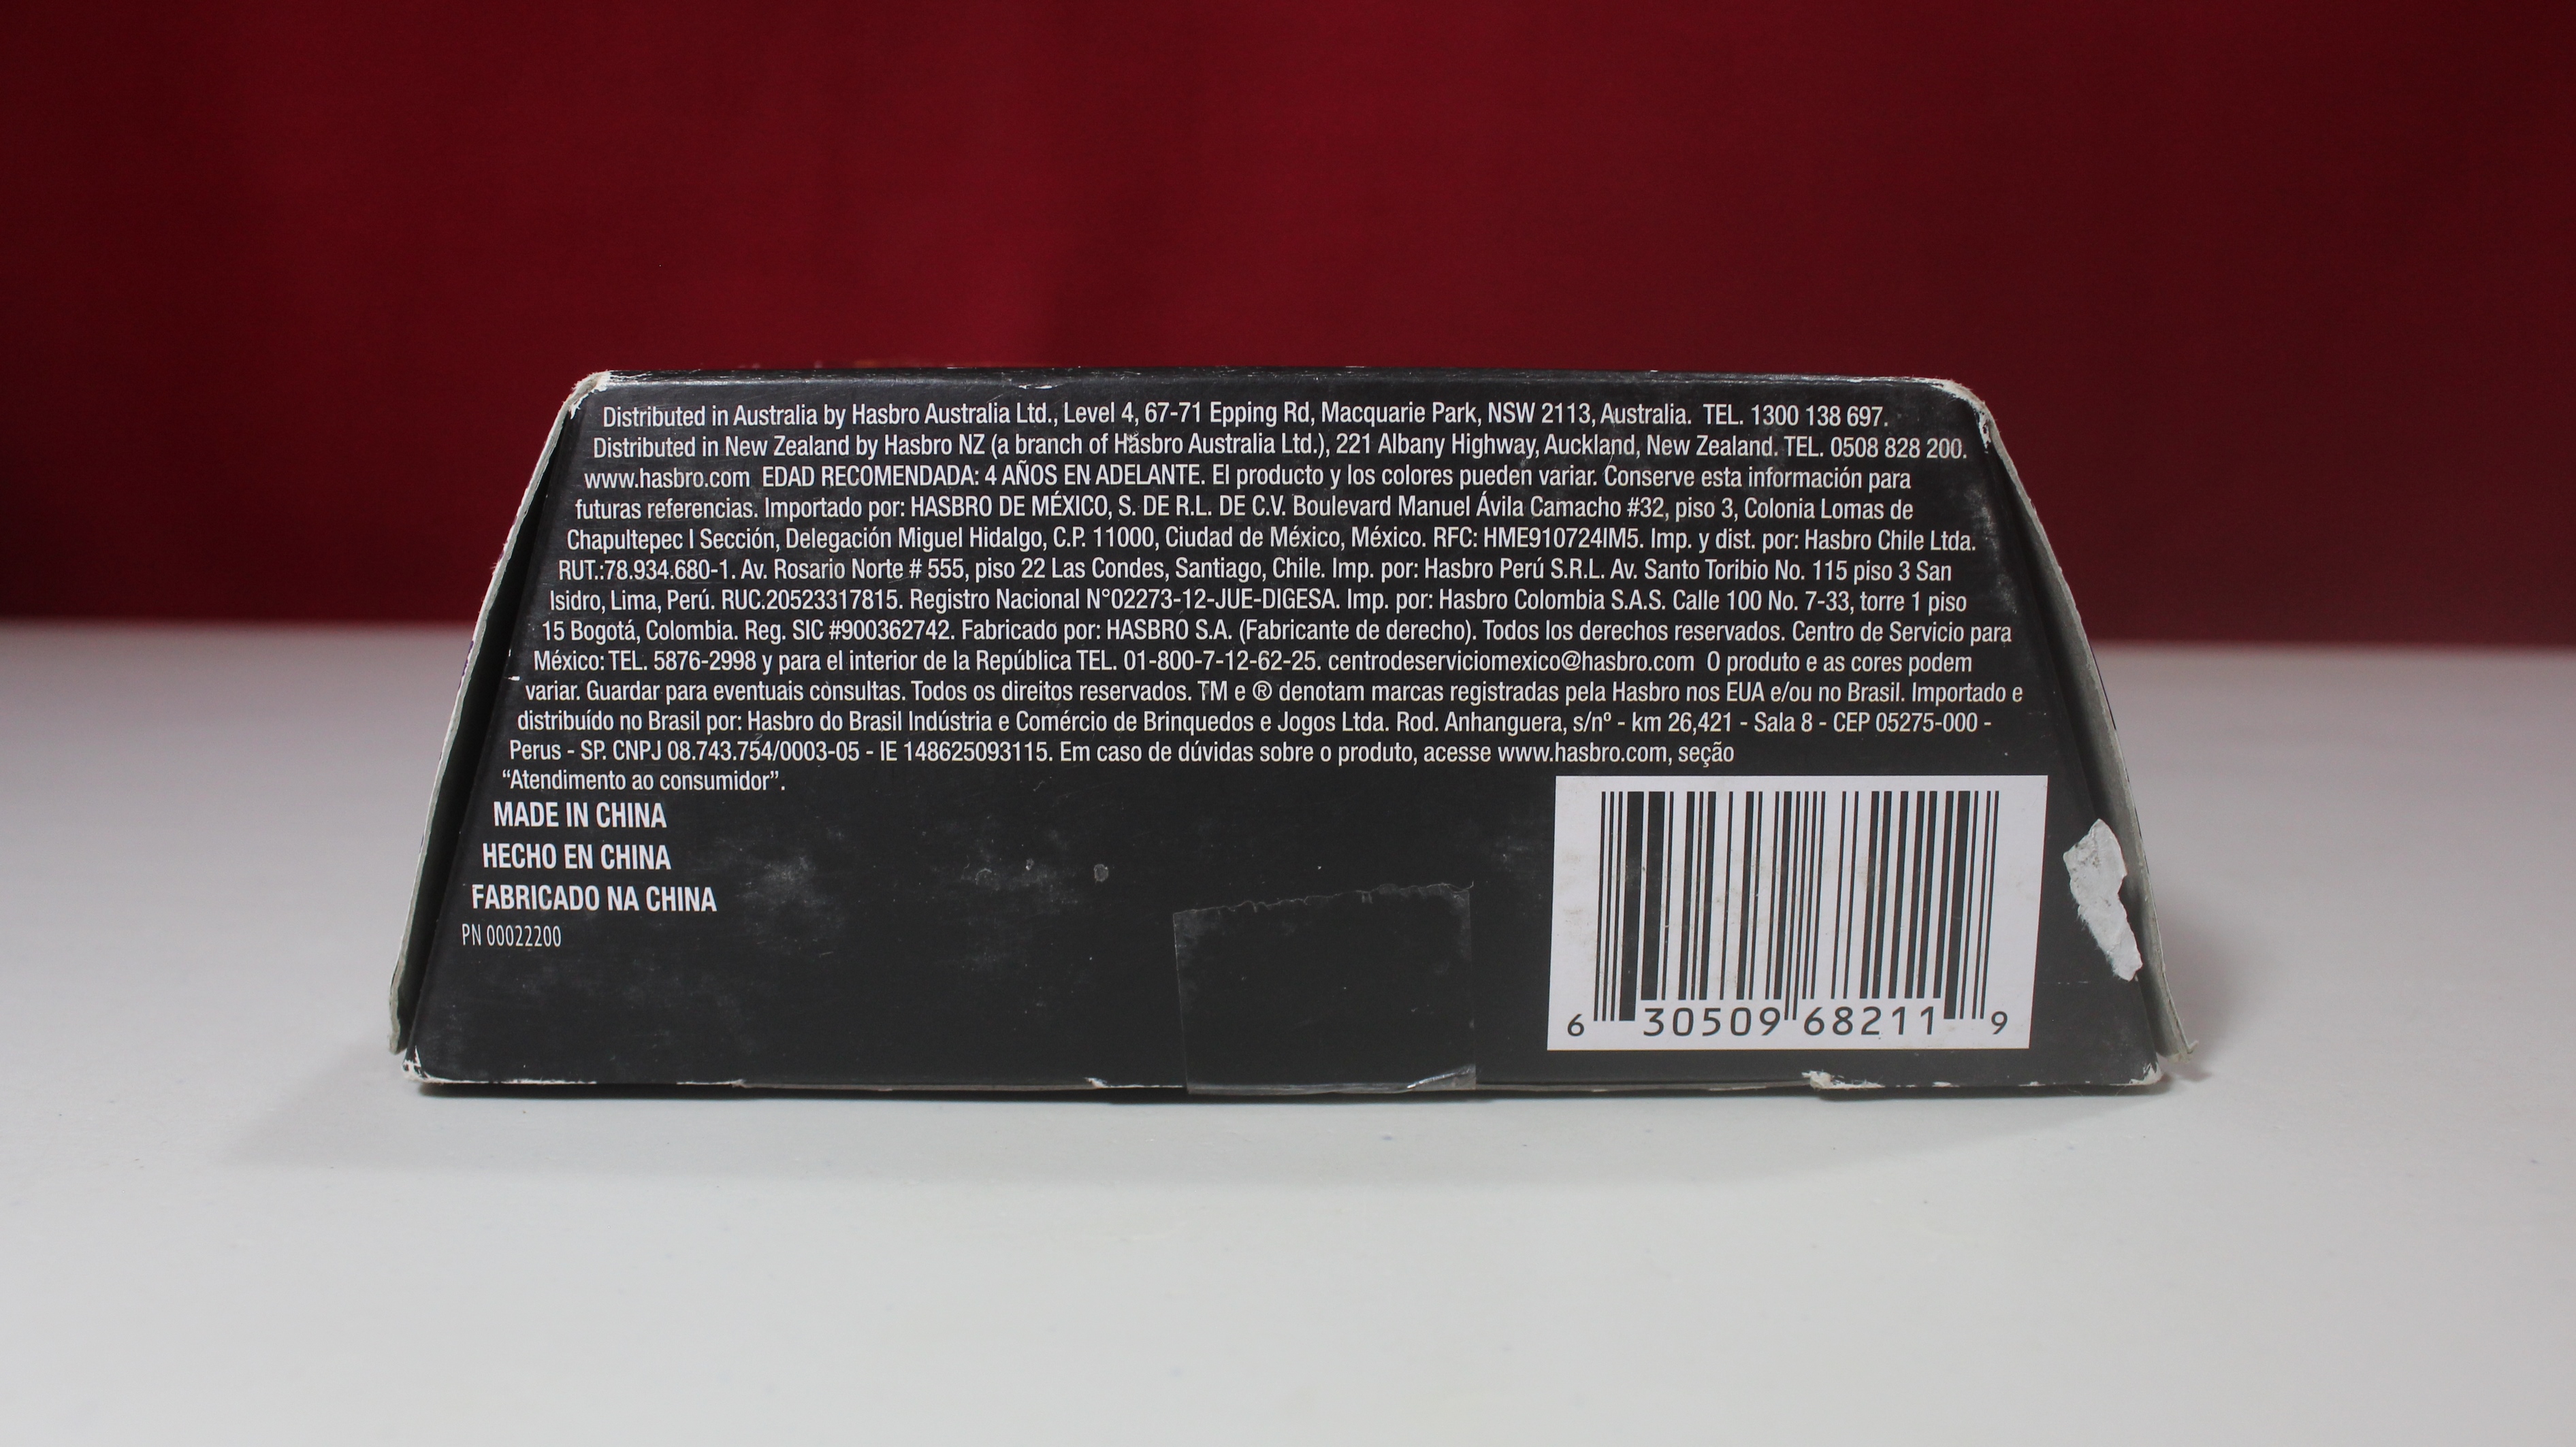 Distributed in Australia by Hasbro Australia Ltd., Level 4, 67-71 Epping Rd, Macquarie Park, NSW 2113, Australia. TEL. 1300 138 697.
Distributed in New Zealand by Hasbro NZ (a branch of Hasbro Australia Ltd.), 221 Albany Highway, Auckland, New Zealand. TEL. 0508 828 200.
www.hasbro.com EDAD RECOMENDADA: 4 AÑOS EN ADELANTE. El producto y los colores pueden variar. Conserve esta información para
futuras referencias. Importado por: HASBRO DE MÉXICO, S. DE R.L. DE C.V. Boulevard Manuel Ávila Camacho #32, piso 3, Colonia Lomas de
Chapultepec I Sección, Delegación Miguel Hidalgo, C.P. 11000, Ciudad de México, México. RFC: HME910724IM5. Imp. y dist. por: Hasbro Chile Ltda.
RUT.:78.934.680-1. Av. Rosario Norte # 555, piso 22 Las Condes, Santiago, Chile. Imp. por: Hasbro Perú S.R.L. Av. Santo Toribio No. 115 piso 3 San
Isidro, Lima, Perú. RUC.20523317815. Registro Nacional N°02273-12-JUE-DIGESA. Imp. por: Hasbro Colombia S.A.S. Calle 100 No. 7-33, torre 1 piso
15 Bogotá, Colombia. Reg. SIC #900362742. Fabricado por: HASBRO S.A. (Fabricante de derecho). Todos los derechos reservados. Centro de Servicio para
México: TEL. 5876-2998 y para el interior de la República TEL. 01-800-7-12-62-25. centrodeserviciomexico@hasbro.com O produto e as cores podem
variar. Guardar para eventuais consultas. Todos os direitos reservados. TM e ® denotam marcas registradas pela Hasbro nos EUA e/ou no Brasil. Importado e
distribuído no Brasil por: Hasbro do Brasil Indústria e Comércio de Brinquedos e Jogos Ltda. Rod. Anhanguera, s/nº - km 26,421 - Sala 8 - CEP 05275-000 -
Perus - SP. CNPJ 08.743.754/0003-05 - IE 148625093115. Em caso de dúvidas sobre o produto, acesse www.hasbro.com, seção
“Atendimento ao consumidor”.
MADE IN CHINA
HECHO EN CHINA
FABRICADO NA CHINA
PN 00022200
6 30509 68211 9